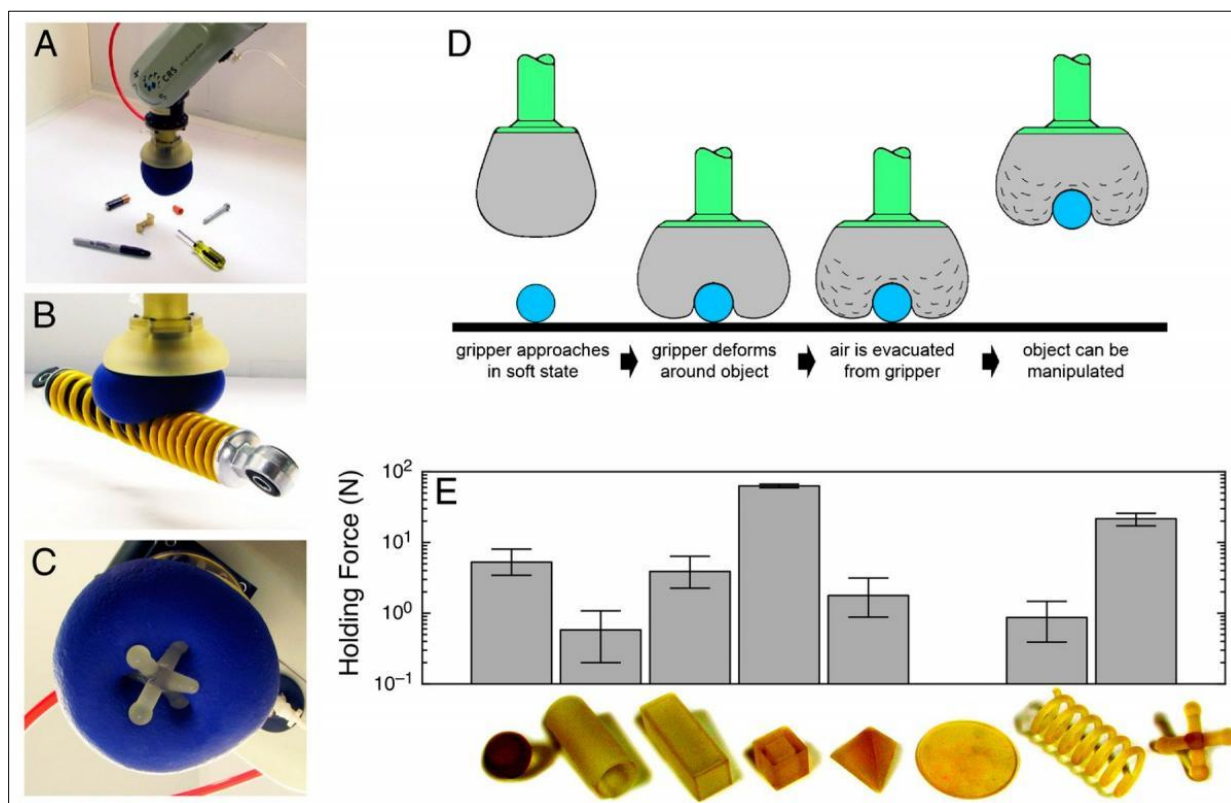 A
CRS
B
C
D
gripper approaches
in soft state
gripper deforms
around object
air is evacuated
from gripper
object can be
manipulated
E
Holding Force (N)
10²
10¹
10⁰
10⁻¹